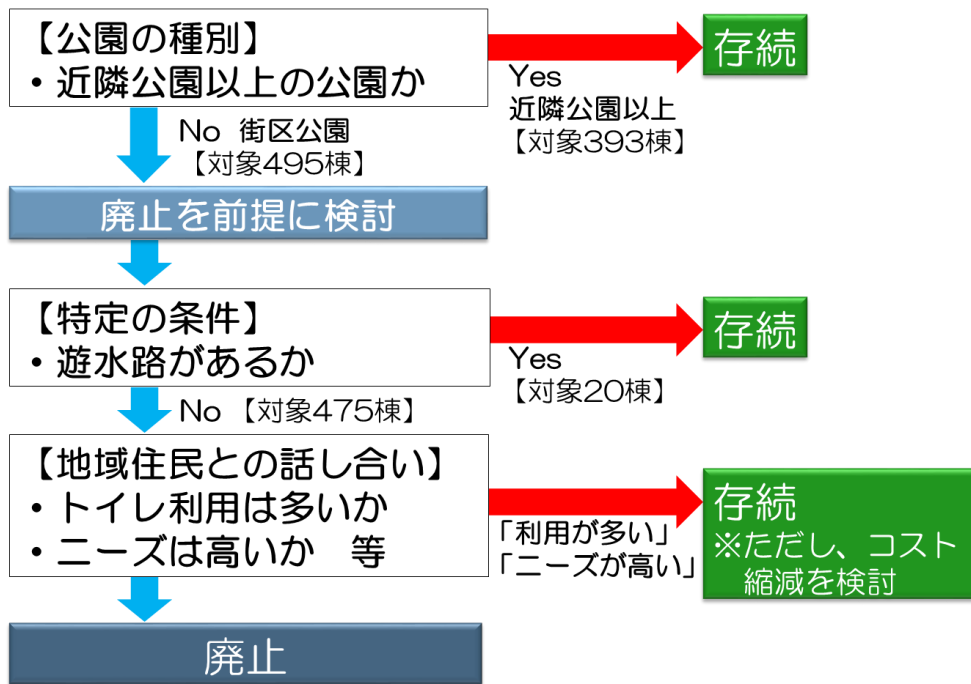 【公園の種別】
・近隣公園以上の公園か
存続
Yes
近隣公園以上
【対象393棟】
No 街区公園
【対象495棟】
廃止を前提に検討
【特定の条件】
・遊水路があるか
存続
Yes
【対象20棟】
No 【対象475棟】
【地域住民との話し合い】
・トイレ利用は多いか
・ニーズは高いか 等
「利用が多い」
「ニーズが高い」
存続
※ただし、コスト
縮減を検討
廃止